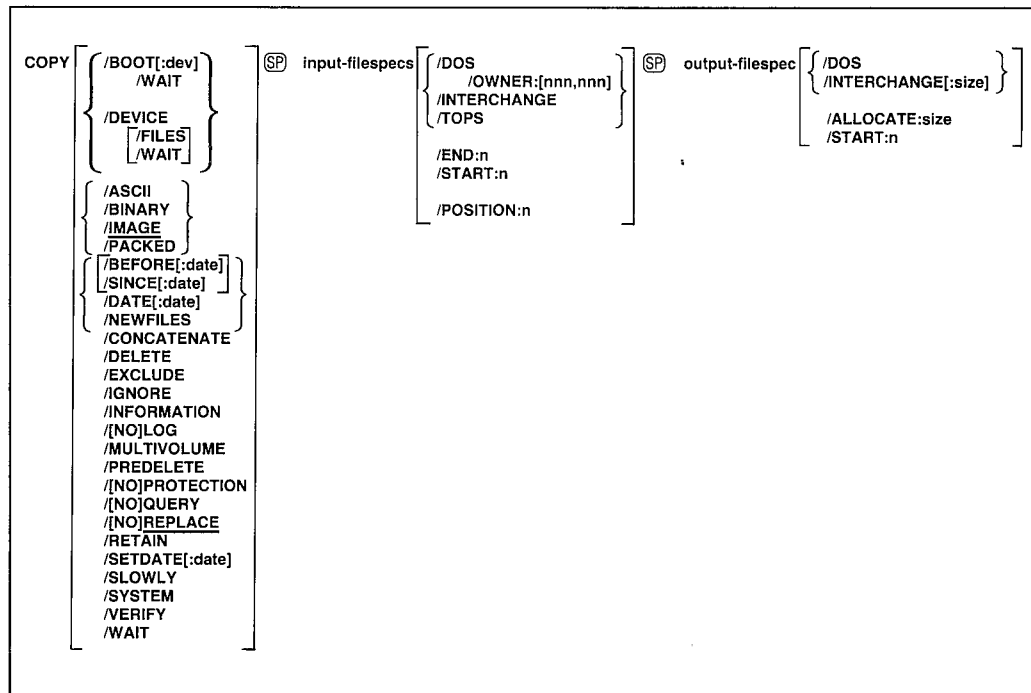 COPY /BOOT[:dev] SP input-filespecs /DOS SP output-filespec /DOS
/WAIT /OWNER:[nnn,nnn] /INTERCHANGE[:size]
/DEVICE /INTERCHANGE /ALLOCATE:size
/FILES /TOPS /START:n
/WAIT /END:n
/START:n
/ASCII
/BINARY /POSITION:n
/IMAGE
/PACKED
/BEFORE[:date]
/SINCE[:date]
/DATE[:date]
/NEWFILES
/CONCATENATE
/DELETE
/EXCLUDE
/IGNORE
/INFORMATION
/[NO]LOG
/MULTIVOLUME
/PREDELETE
/[NO]PROTECTION
/[NO]QUERY
/[NO]REPLACE
/RETAIN
/SETDATE[:date]
/SLOWLY
/SYSTEM
/VERIFY
/WAIT